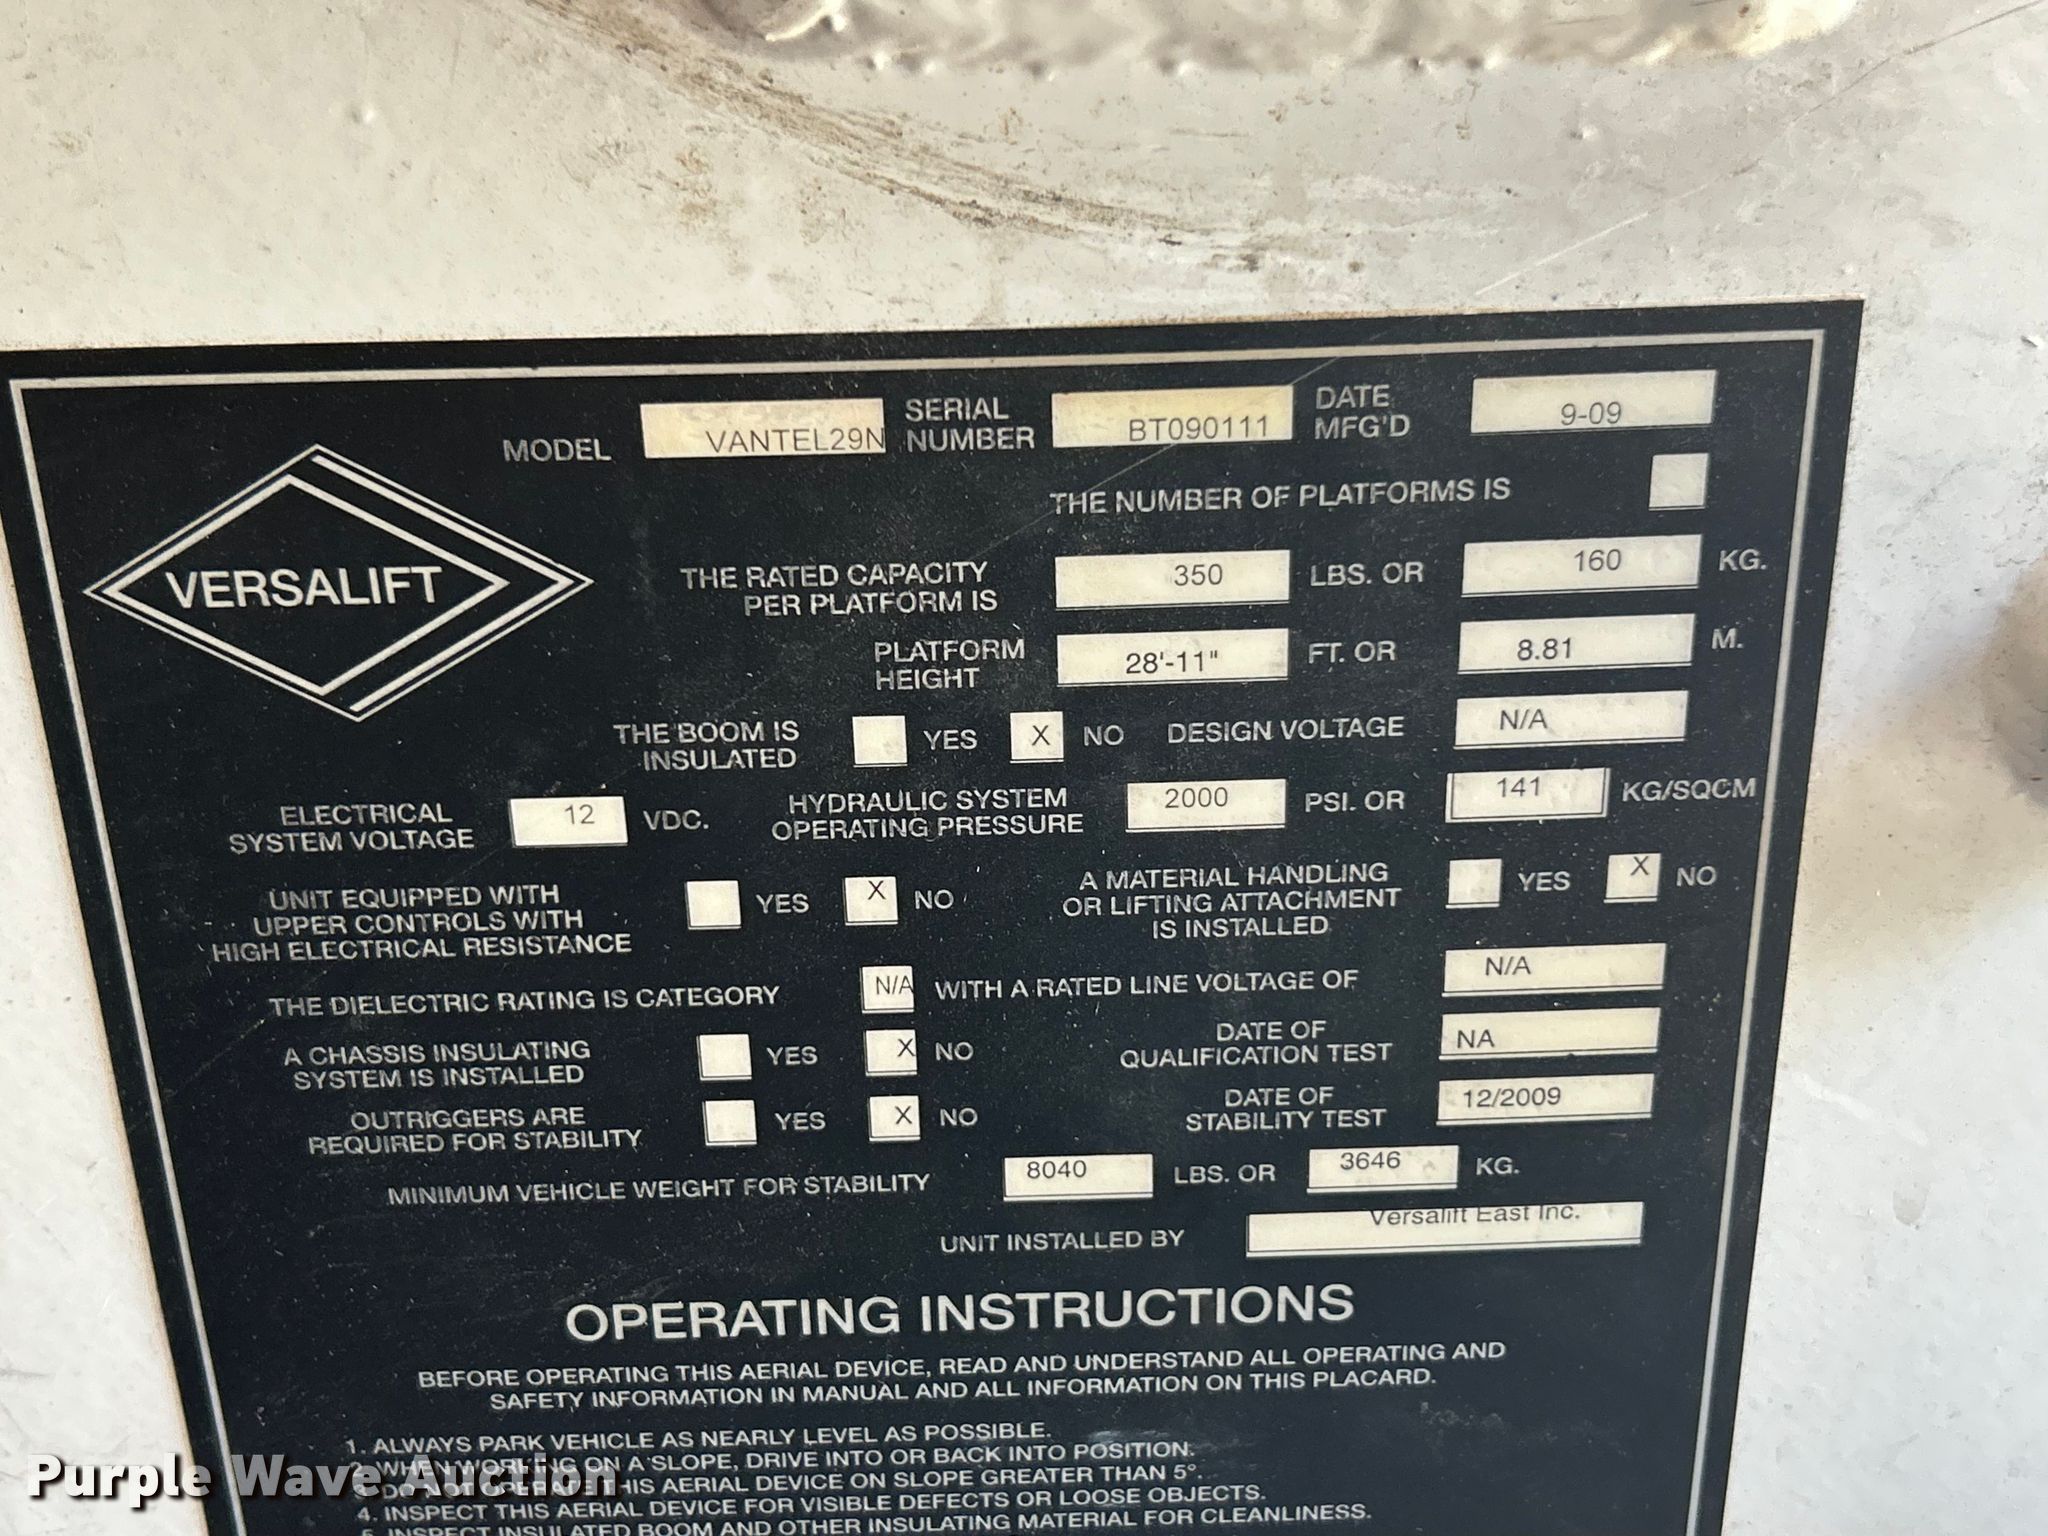 MODEL VANTEL29N SERIAL NUMBER BT090111 DATE MFG'D 9-09
THE NUMBER OF PLATFORMS IS
VERSALIFT
THE RATED CAPACITY PER PLATFORM IS 350 LBS. OR 160 KG.
PLATFORM HEIGHT 28'-11" FT. OR 8.81 M.
THE BOOM IS INSULATED YES X NO DESIGN VOLTAGE N/A
ELECTRICAL SYSTEM VOLTAGE 12 VDC. HYDRAULIC SYSTEM OPERATING PRESSURE 2000 PSI. OR 141 KG/SQCM
UNIT EQUIPPED WITH UPPER CONTROLS WITH HIGH ELECTRICAL RESISTANCE YES X NO A MATERIAL HANDLING OR LIFTING ATTACHMENT IS INSTALLED YES X NO
THE DIELECTRIC RATING IS CATEGORY N/A WITH A RATED LINE VOLTAGE OF N/A
A CHASSIS INSULATING SYSTEM IS INSTALLED YES X NO DATE OF QUALIFICATION TEST NA
OUTRIGGERS ARE REQUIRED FOR STABILITY YES X NO DATE OF STABILITY TEST 12/2009
MINIMUM VEHICLE WEIGHT FOR STABILITY 8040 LBS. OR 3646 KG.
UNIT INSTALLED BY Versalift East Inc.
OPERATING INSTRUCTIONS
BEFORE OPERATING THIS AERIAL DEVICE, READ AND UNDERSTAND ALL OPERATING AND
SAFETY INFORMATION IN MANUAL AND ALL INFORMATION ON THIS PLACARD.
1. ALWAYS PARK VEHICLE AS NEARLY LEVEL AS POSSIBLE.
2. WHEN WORKING ON A SLOPE, DRIVE INTO OR BACK INTO POSITION.
3. DO NOT OPERATE THIS AERIAL DEVICE ON SLOPE GREATER THAN 5°.
4. INSPECT THIS AERIAL DEVICE FOR VISIBLE DEFECTS OR LOOSE OBJECTS.
5. INSPECT INSULATED BOOM AND OTHER INSULATING MATERIAL FOR CLEANLINESS.
Purple Wave Auction